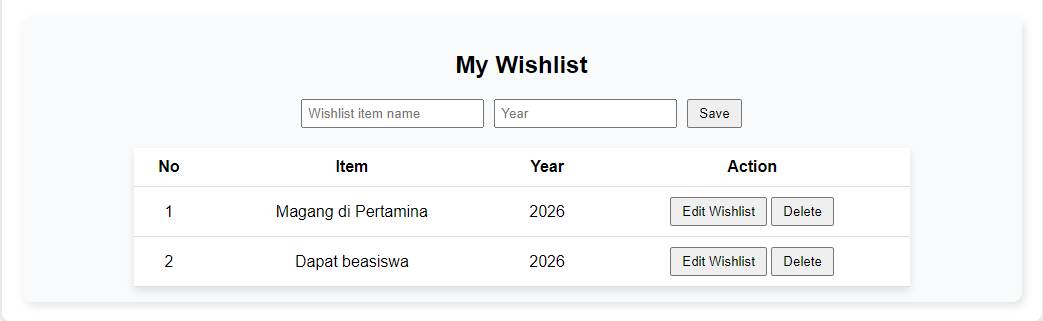 My Wishlist
Wishlist item name Year Save
No Item Year Action
1 Magang di Pertamina 2026 Edit Wishlist Delete
2 Dapat beasiswa 2026 Edit Wishlist Delete